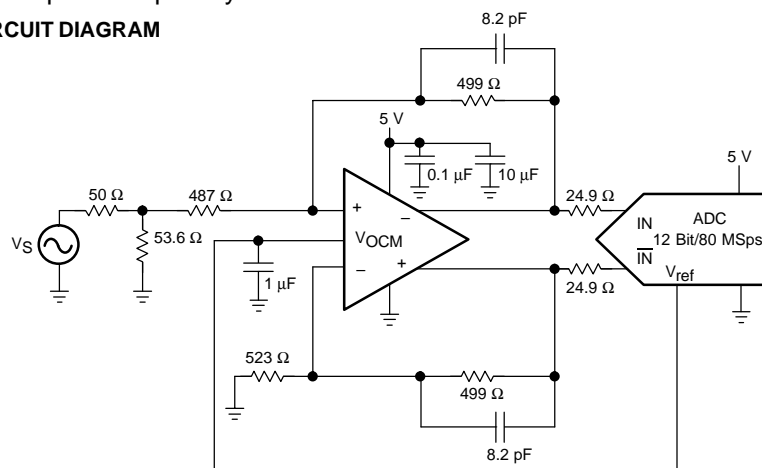 RCUIT DIAGRAM
8.2 pF
499 Ω
5 V
0.1 µF
10 µF
5 V
50 Ω
487 Ω
24.9 Ω
+
−
IN
ADC
12 Bit/80 MSps
IN
Vref
VS
53.6 Ω
VOCM
1 µF
−
+
24.9 Ω
523 Ω
499 Ω
8.2 pF